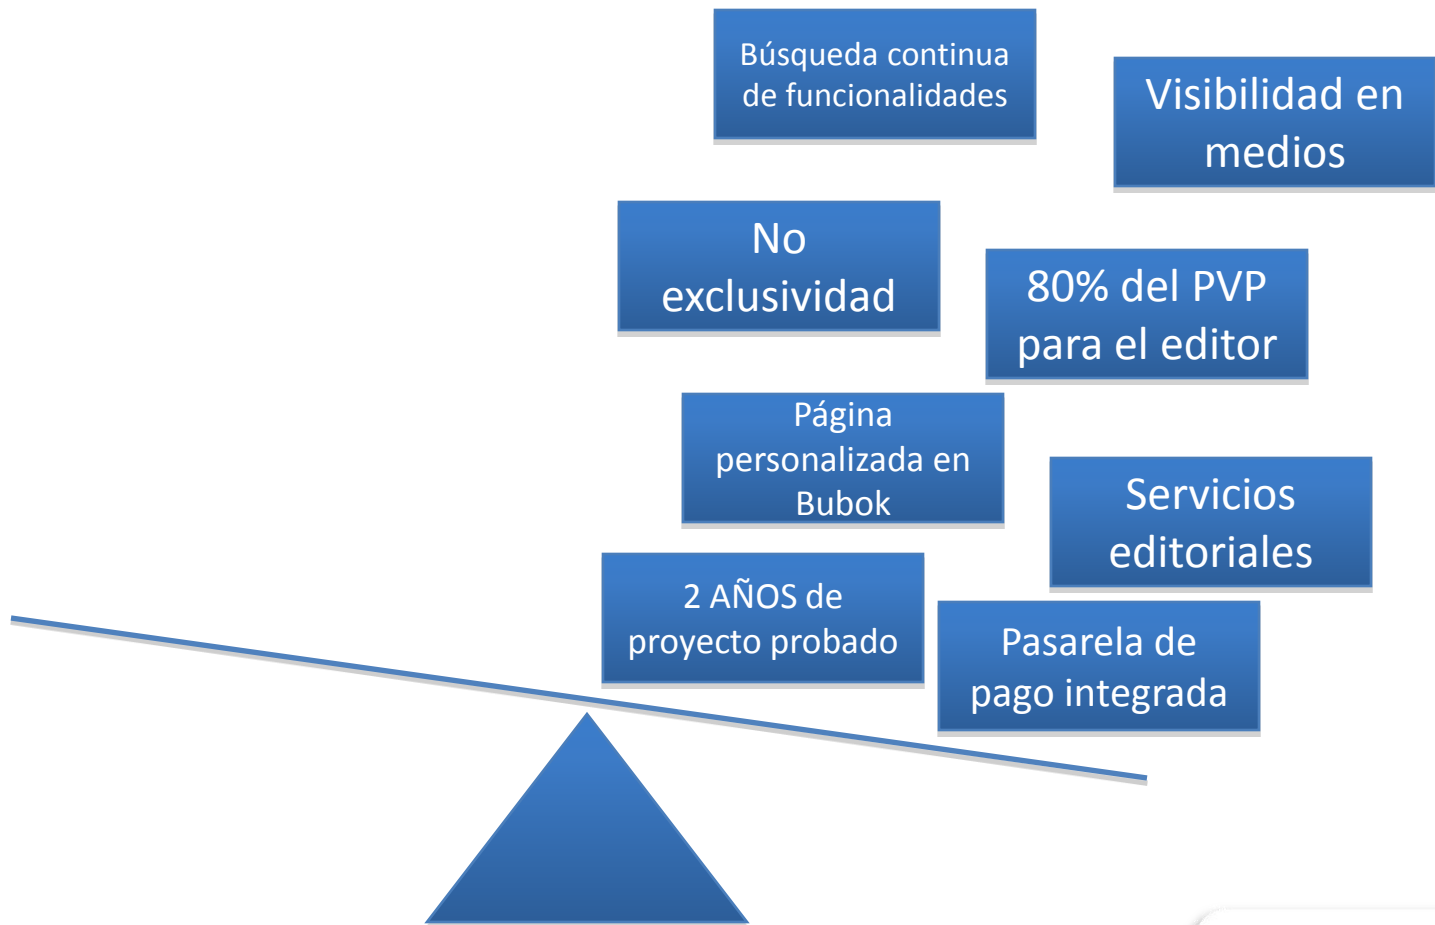 Búsqueda continua
de funcionalidades
Visibilidad en
medios
No
exclusividad
80% del PVP
para el editor
Página
personalizada en
Bubok
Servicios
editoriales
2 AÑOS de
proyecto probado
Pasarela de
pago integrada